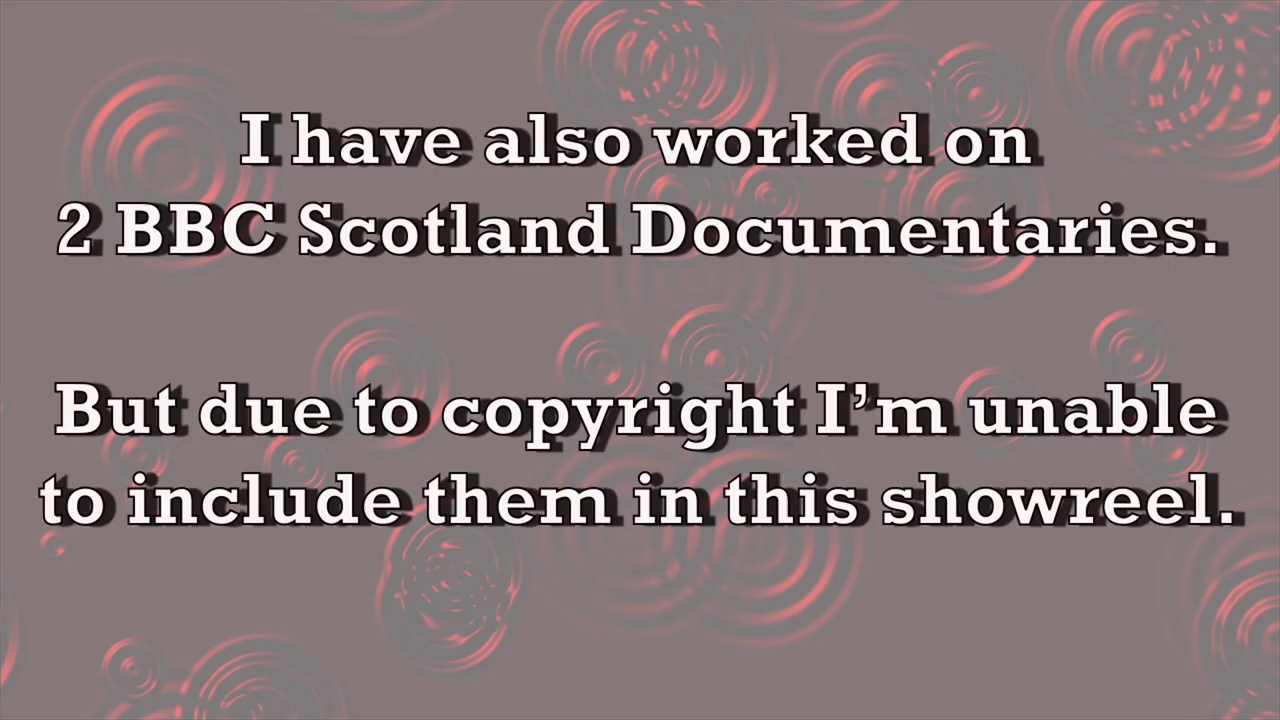 I have also worked on
2 BBC Scotland Documentaries.
But due to copyright I’m unable
to include them in this showreel.